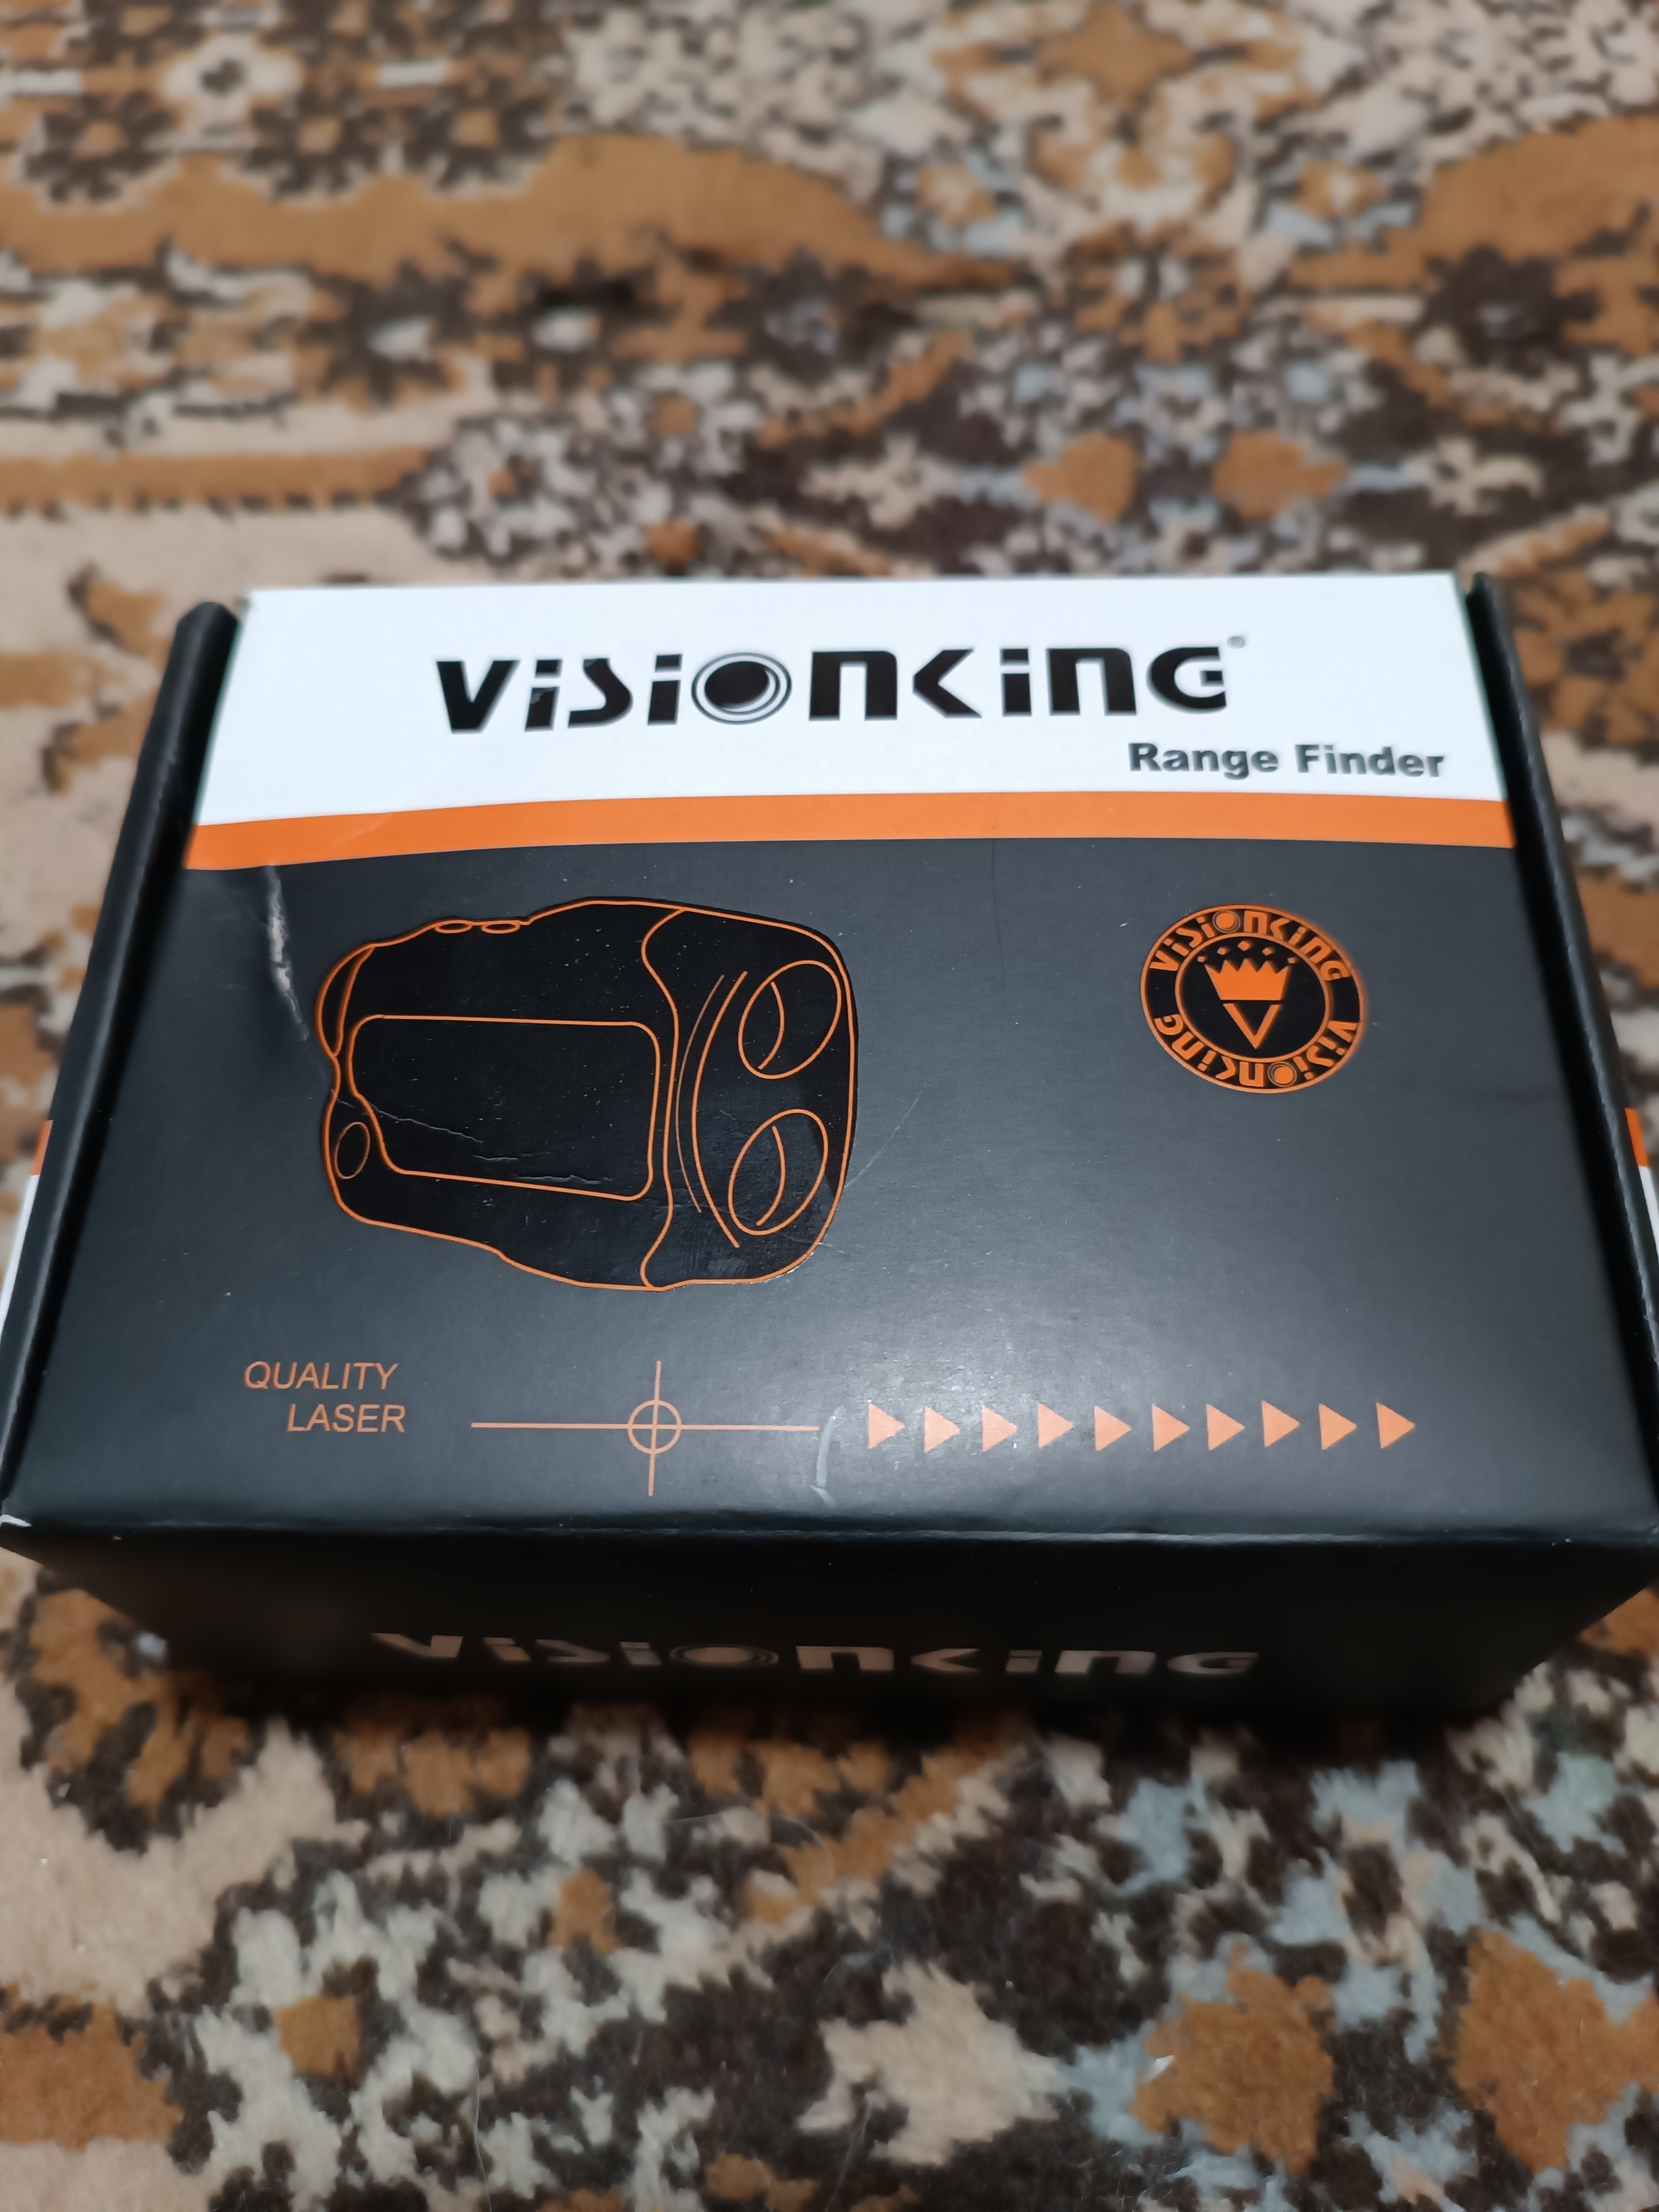 VISIONKING®
Range Finder
VISIONKING
VISIONKING
QUALITY
LASER
VISIONKING